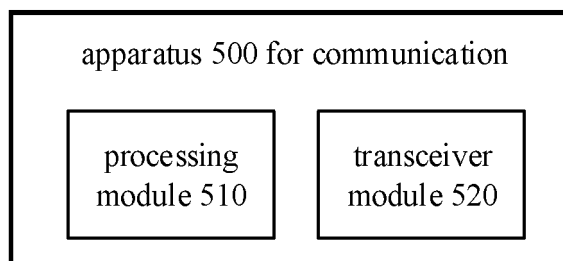 apparatus 500 for communication
processing
module 510
transceiver
module 520